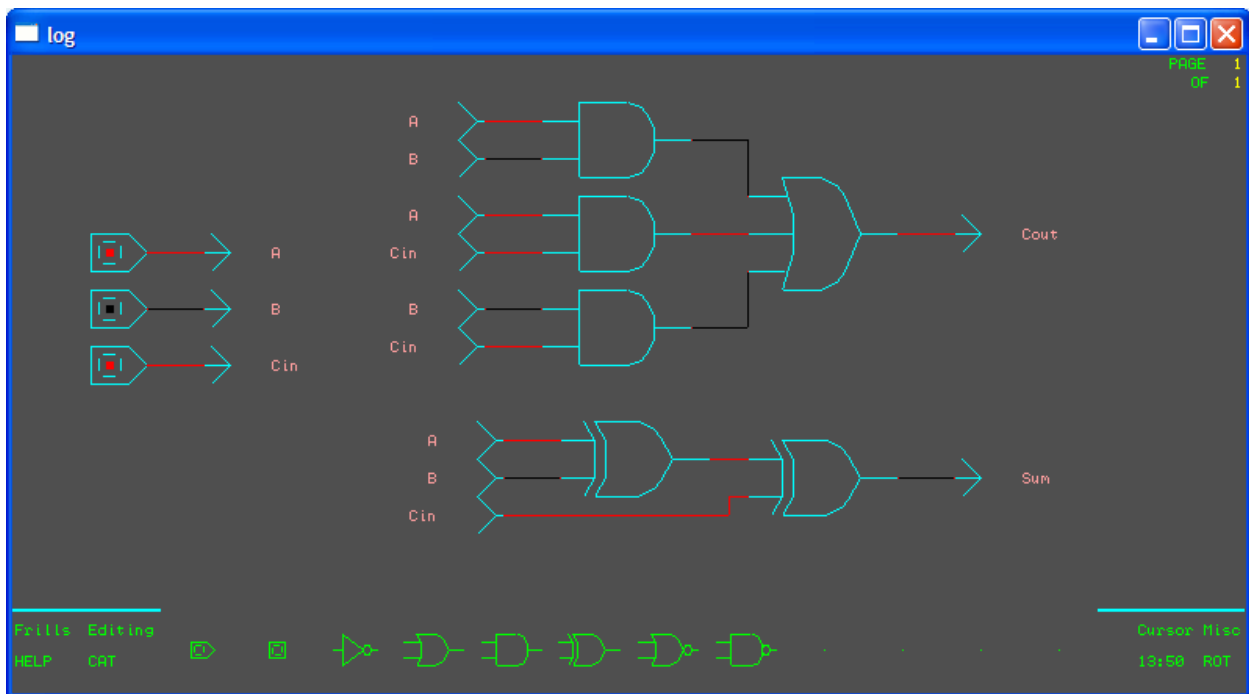 log
PAGE 1
OF 1
A
B
A
Cin
B
Cin
Cout
A
B
Cin
A
B
Cin
Sum
Frills Editing
HELP CAT
Cursor Misc
13:50 ROT